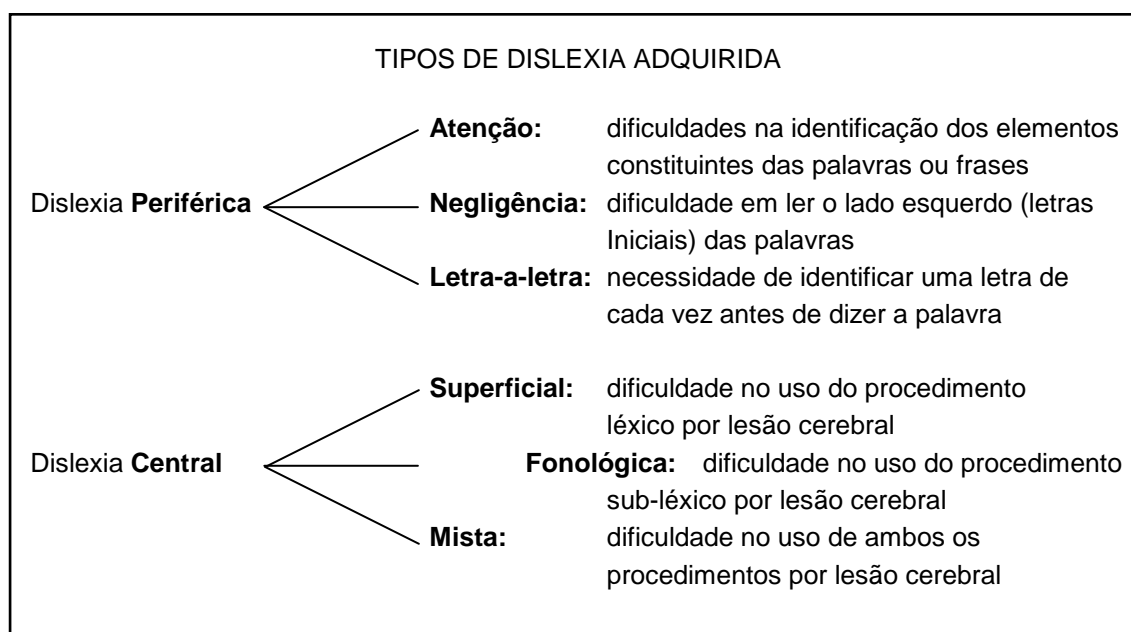 TIPOS DE DISLEXIA ADQUIRIDA
Atenção: dificuldades na identificação dos elementos
constituintes das palavras ou frases
Dislexia Periférica Negligência: dificuldade em ler o lado esquerdo (letras
Iniciais) das palavras
Letra-a-letra: necessidade de identificar uma letra de
cada vez antes de dizer a palavra
Superficial: dificuldade no uso do procedimento
léxico por lesão cerebral
Dislexia Central Fonológica: dificuldade no uso do procedimento
sub-léxico por lesão cerebral
Mista: dificuldade no uso de ambos os
procedimentos por lesão cerebral